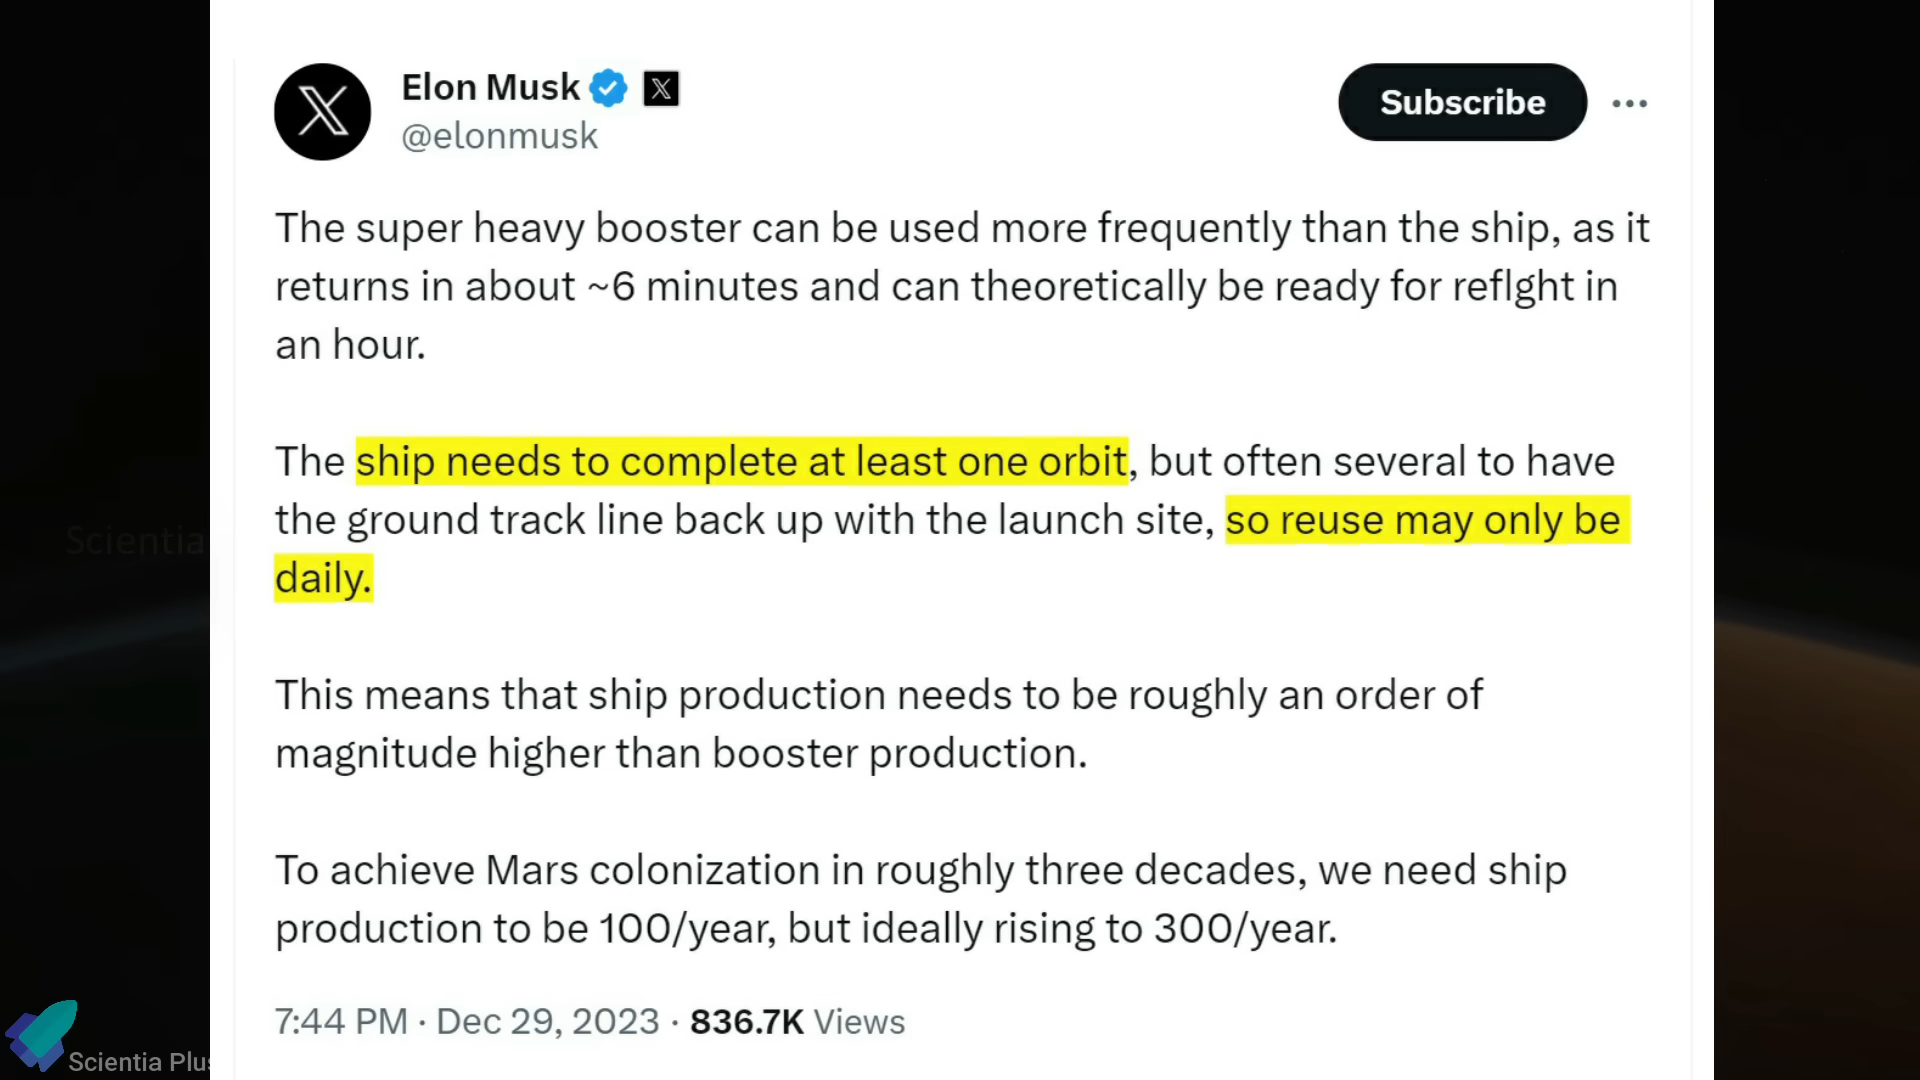 Elon Musk
@elonmusk
Subscribe
The super heavy booster can be used more frequently than the ship, as it
returns in about ~6 minutes and can theoretically be ready for reflght in
an hour.
The ship needs to complete at least one orbit, but often several to have
the ground track line back up with the launch site, so reuse may only be
daily.
This means that ship production needs to be roughly an order of
magnitude higher than booster production.
To achieve Mars colonization in roughly three decades, we need ship
production to be 100/year, but ideally rising to 300/year.
7:44 PM · Dec 29, 2023 · 836.7K Views
Scientia
Scientia Plus